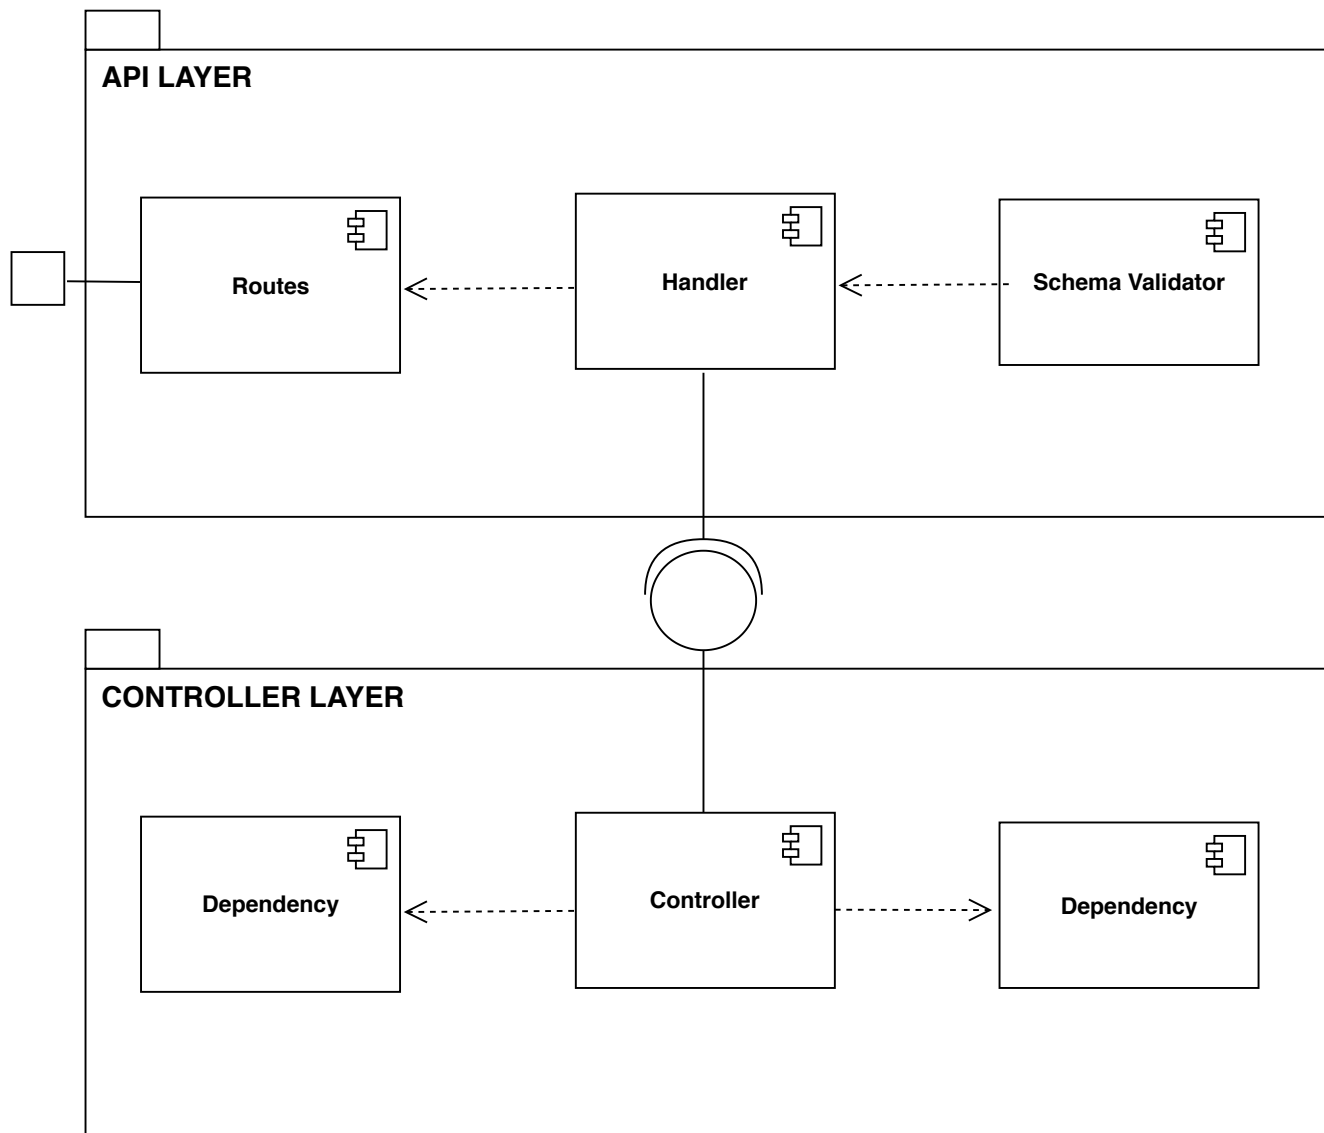 API LAYER
Routes
Handler
Schema Validator
CONTROLLER LAYER
Dependency
Controller
Dependency